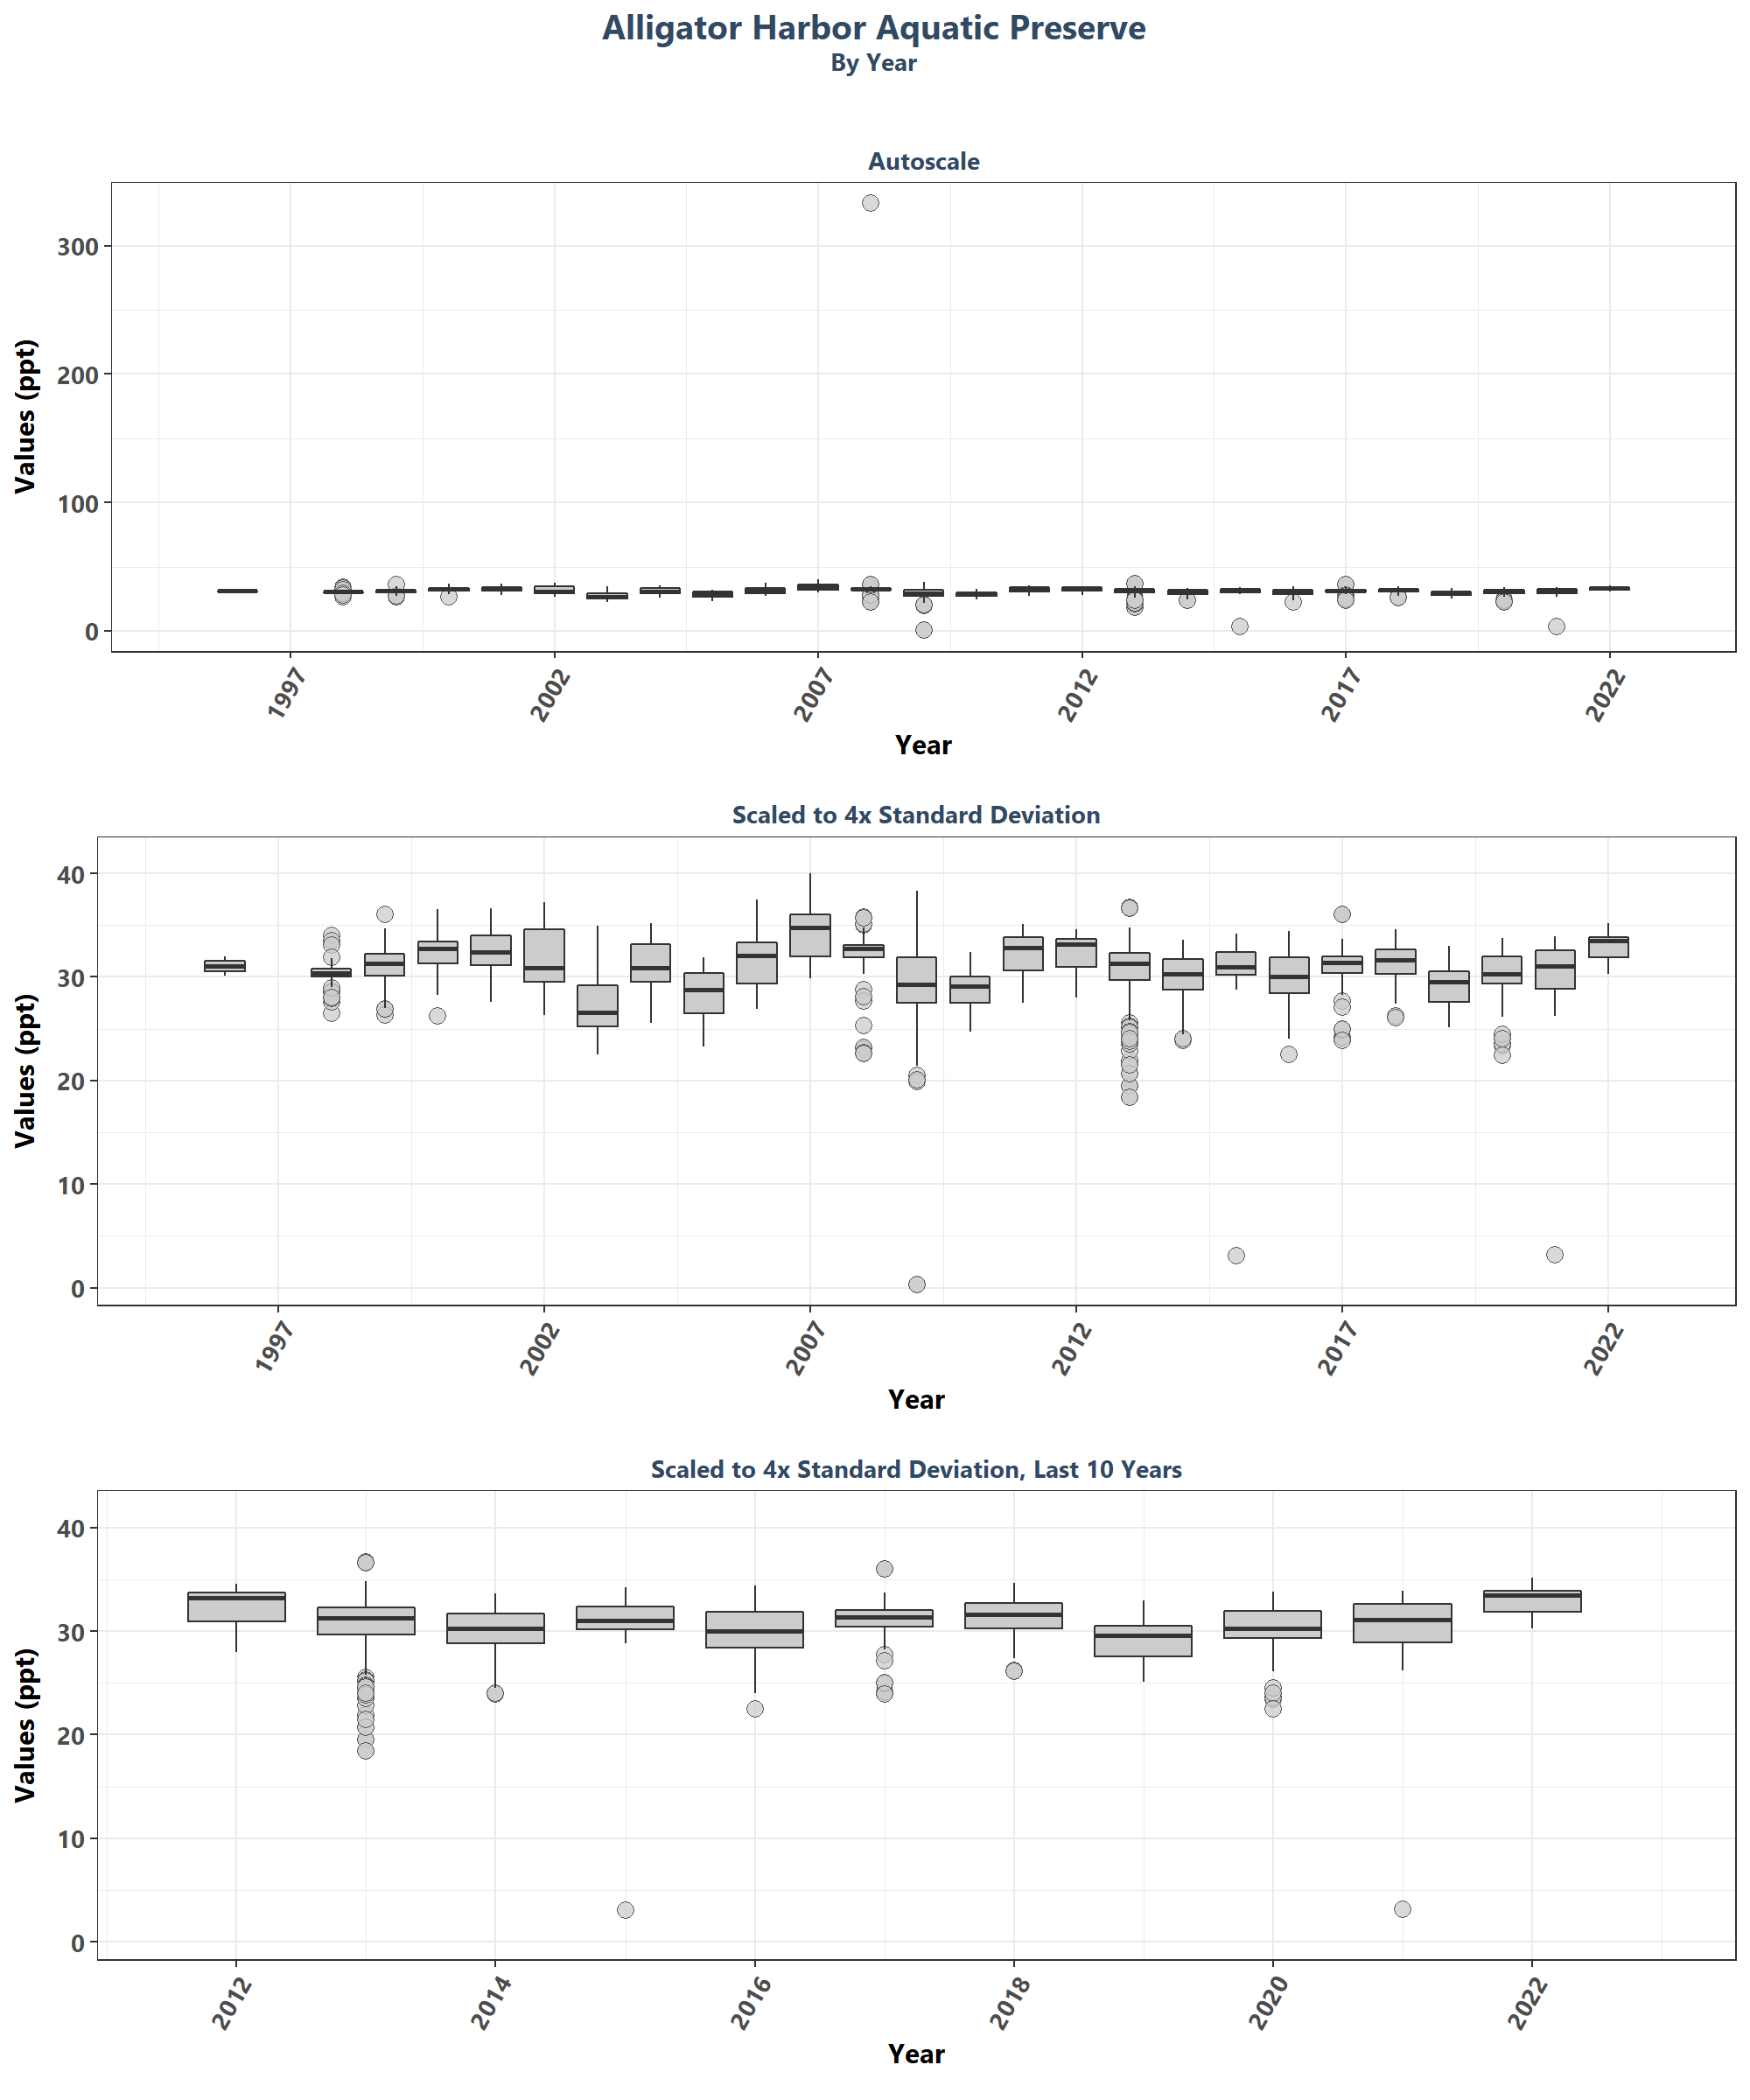 Alligator Harbor Aquatic Preserve
By Year
Autoscale
Values (ppt)
300
200
100
0
1997 2002 2007 2012 2017 2022
Year
Scaled to 4x Standard Deviation
Values (ppt)
40
30
20
10
0
1997 2002 2007 2012 2017 2022
Year
Scaled to 4x Standard Deviation, Last 10 Years
Values (ppt)
40
30
20
10
0
2012 2014 2016 2018 2020 2022
Year